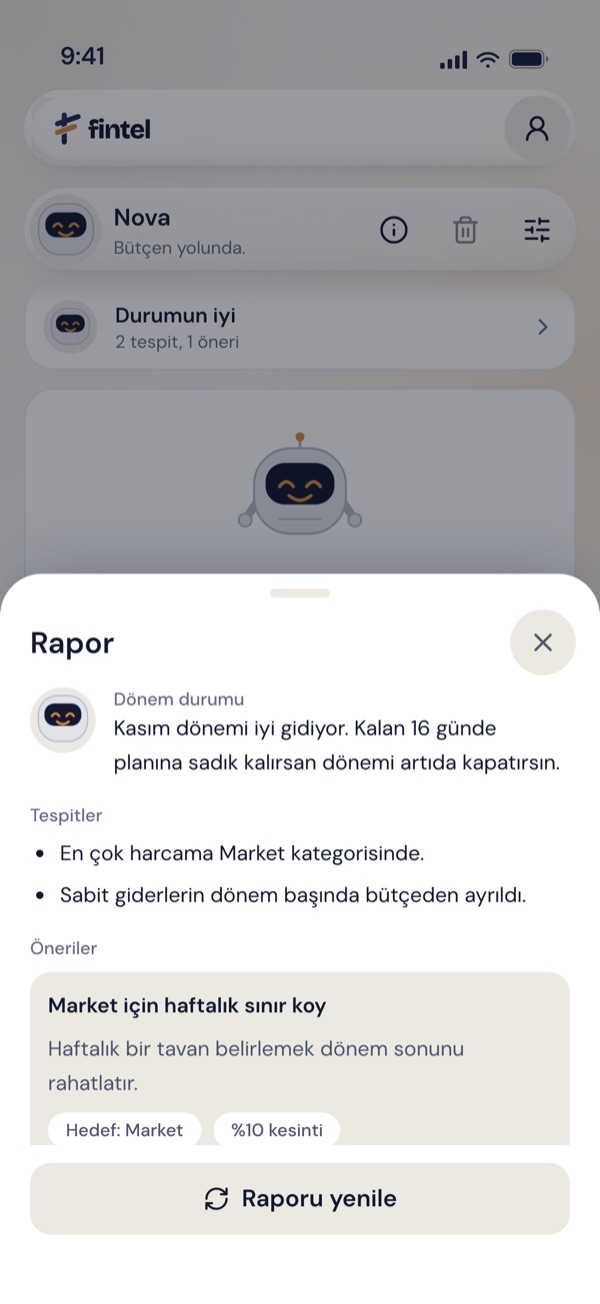 9:41
fintel
Nova
Bütçen yolunda.
Durumun iyi
2 tespit, 1 öneri
Rapor
Dönem durumu
Kasım dönemi iyi gidiyor. Kalan 16 günde
planına sadık kalırsan dönemi artıda kapatırsın.
Tespitler
• En çok harcama Market kategorisinde.
• Sabit giderlerin dönem başında bütçeden ayrıldı.
Öneriler
Market için haftalık sınır koy
Haftalık bir tavan belirlemek dönem sonunu
rahatlatır.
Hedef: Market %10 kesinti
Raporu yenile